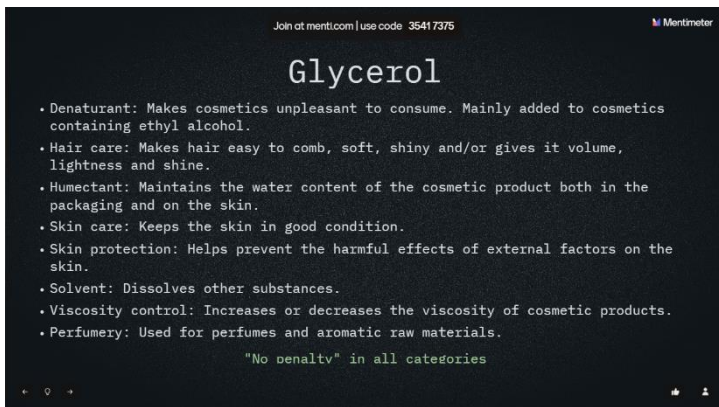 Join at menti.com | use code 3541 7375
Mentimeter
Glycerol
• Denaturant: Makes cosmetics unpleasant to consume. Mainly added to cosmetics
containing ethyl alcohol.
• Hair care: Makes hair easy to comb, soft, shiny and/or gives it volume,
lightness and shine.
• Humectant: Maintains the water content of the cosmetic product both in the
packaging and on the skin.
• Skin care: Keeps the skin in good condition.
• Skin protection: Helps prevent the harmful effects of external factors on the
skin.
• Solvent: Dissolves other substances.
• Viscosity control: Increases or decreases the viscosity of cosmetic products.
• Perfumery: Used for perfumes and aromatic raw materials.
"No penalty" in all categories